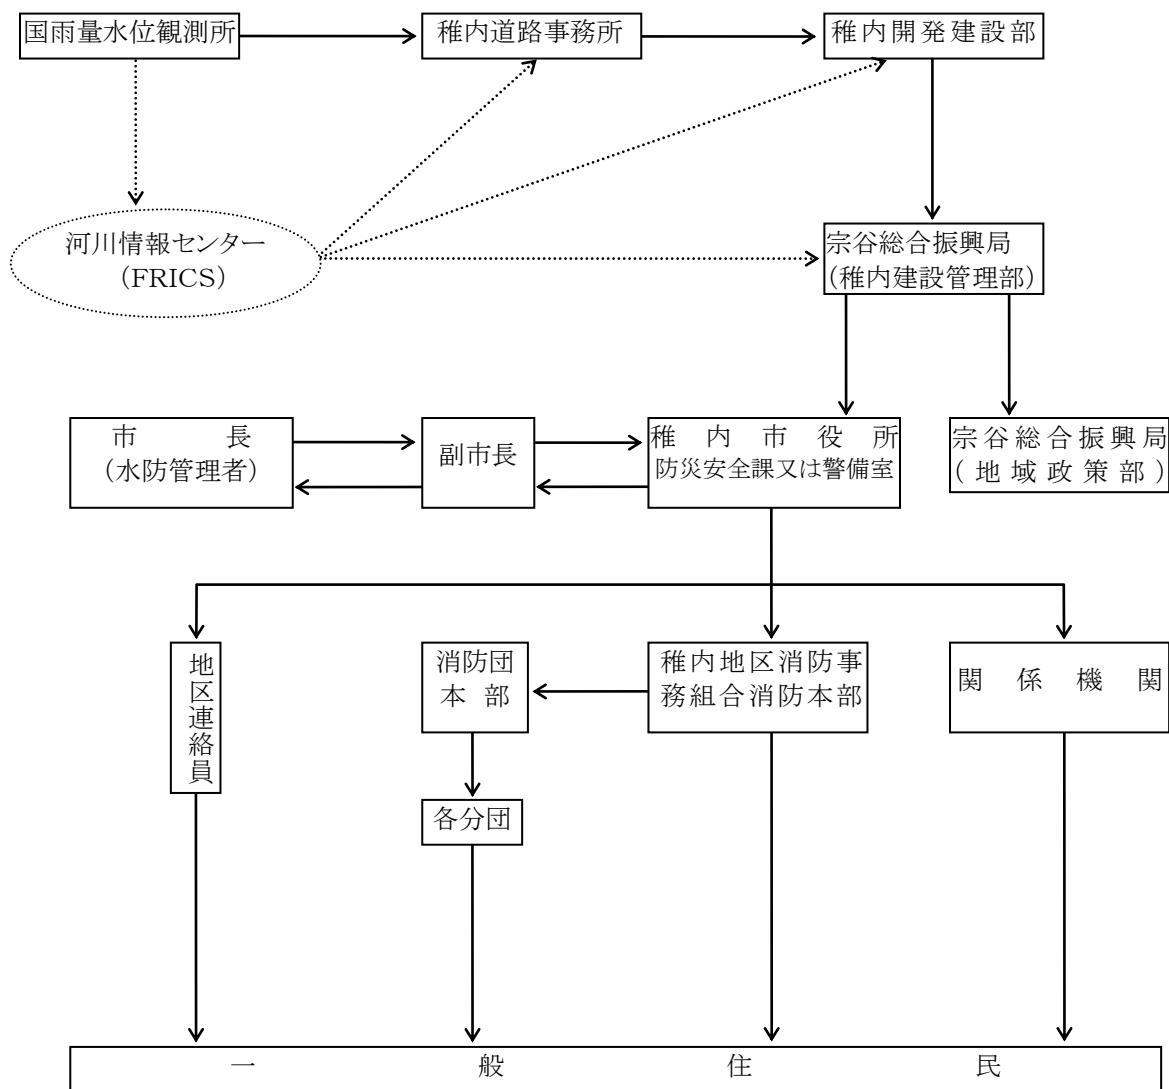 国雨量水位観測所
稚内道路事務所
稚内開発建設部
河川情報センター
（FRICS）
宗谷総合振興局
（稚内建設管理部）
市長
（水防管理者）
副市長
稚内市役所
防災安全課又は警備室
宗谷総合振興局
（地域政策部）
地区連絡員
消防団
本部
稚内地区消防事
務組合消防本部
関係機関
各分団
一般住民